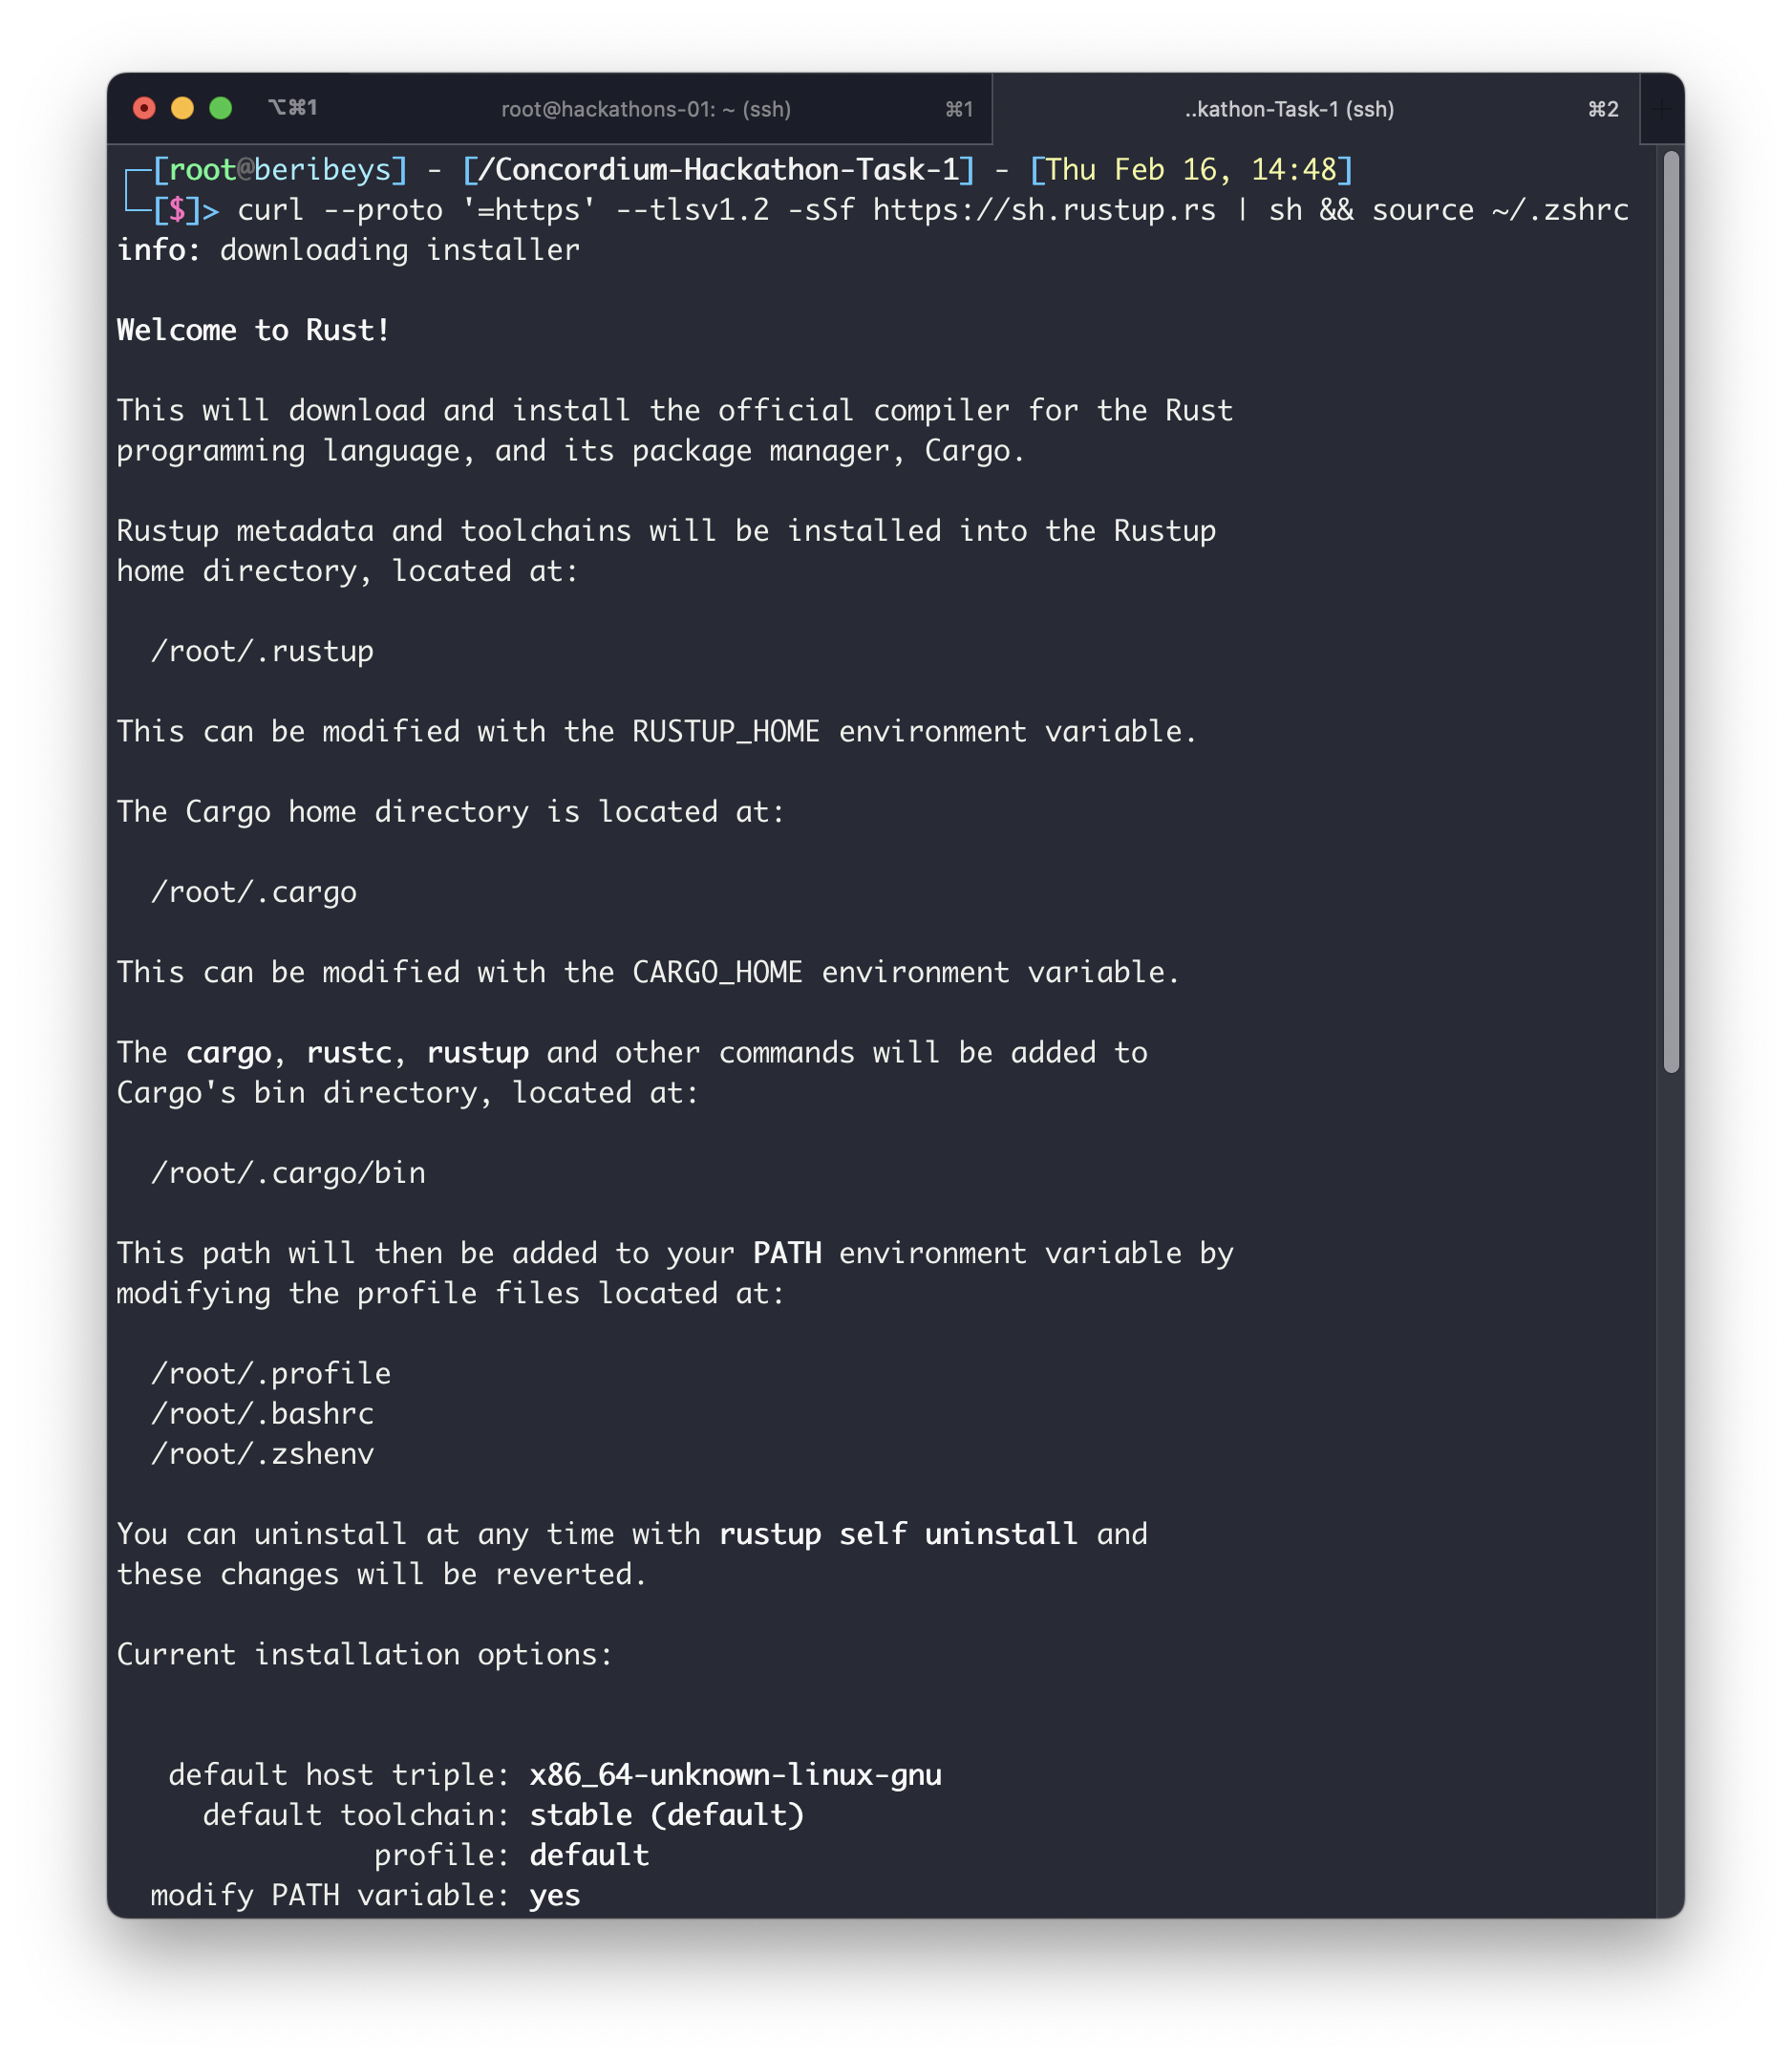 ⌥⌘1 root@hackathons-01: ~ (ssh) ⌘1 ..kathon-Task-1 (ssh) ⌘2 +
┌─[root@beribeys] - [/Concordium-Hackathon-Task-1] - [Thu Feb 16, 14:48]
└─[$]> curl --proto '=https' --tlsv1.2 -sSf https://sh.rustup.rs | sh && source ~/.zshrc
info: downloading installer

Welcome to Rust!

This will download and install the official compiler for the Rust
programming language, and its package manager, Cargo.

Rustup metadata and toolchains will be installed into the Rustup
home directory, located at:

  /root/.rustup

This can be modified with the RUSTUP_HOME environment variable.

The Cargo home directory is located at:

  /root/.cargo

This can be modified with the CARGO_HOME environment variable.

The cargo, rustc, rustup and other commands will be added to
Cargo's bin directory, located at:

  /root/.cargo/bin

This path will then be added to your PATH environment variable by
modifying the profile files located at:

  /root/.profile
  /root/.bashrc
  /root/.zshenv

You can uninstall at any time with rustup self uninstall and
these changes will be reverted.

Current installation options:


   default host triple: x86_64-unknown-linux-gnu
     default toolchain: stable (default)
               profile: default
  modify PATH variable: yes